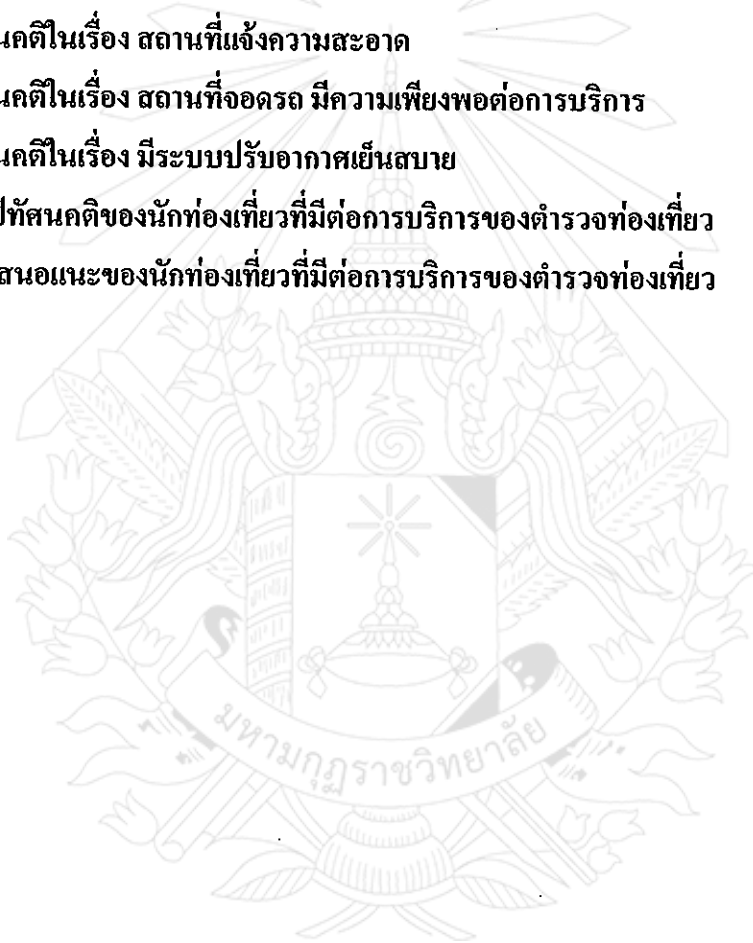 นคติในเรื่อง สถานที่แจ้งความสะอาด
นคติในเรื่อง สถานที่จอดรถ มีความเพียงพอต่อการบริการ
นคติในเรื่อง มีระบบปรับอากาศเย็นสบาย
ทัศนคติของนักท่องเที่ยวที่มีต่อการบริการของตำรวจท่องเที่ยว
สนอแนะของนักท่องเที่ยวที่มีต่อการบริการของตำรวจท่องเที่ยว
มหามกุฏราชวิทยาลัย